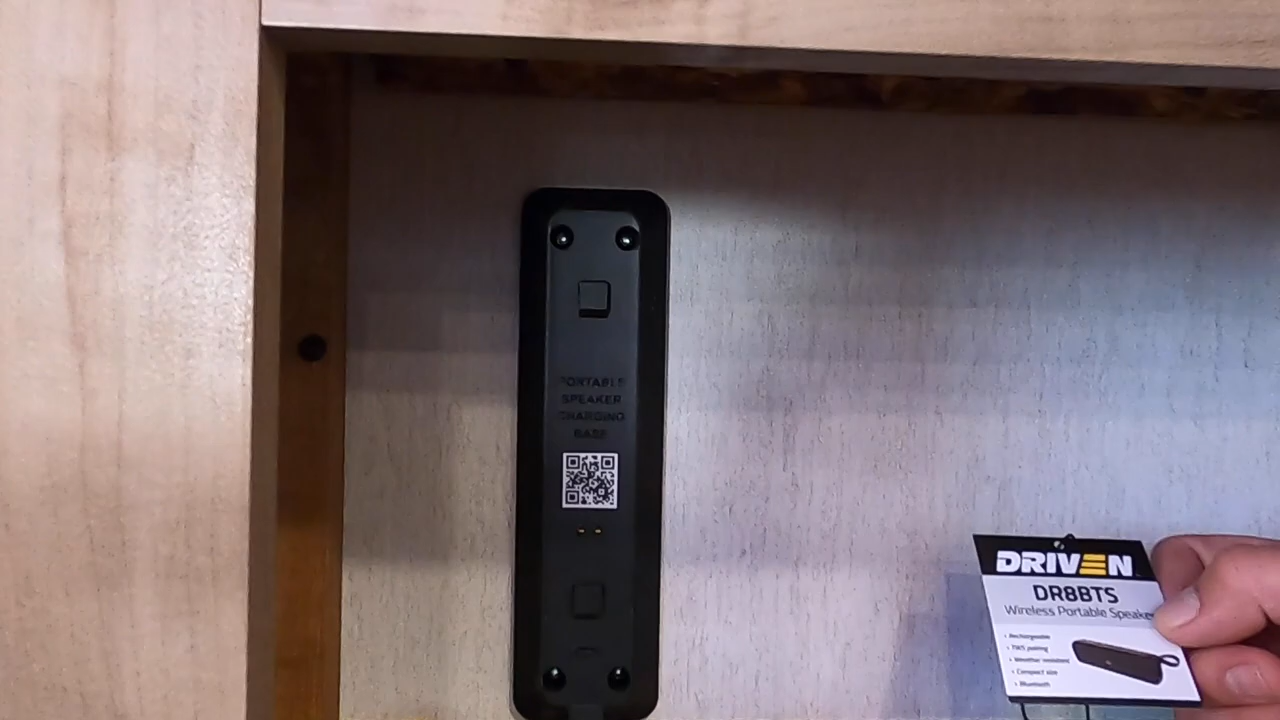 PORTABLE
SPEAKER
CHARGING
BASE
DRIVEN
DR8BTS
Wireless Portable Speaker
• Rechargeable
• TWS pairing
• Weather resistant
• Compact size
• Bluetooth